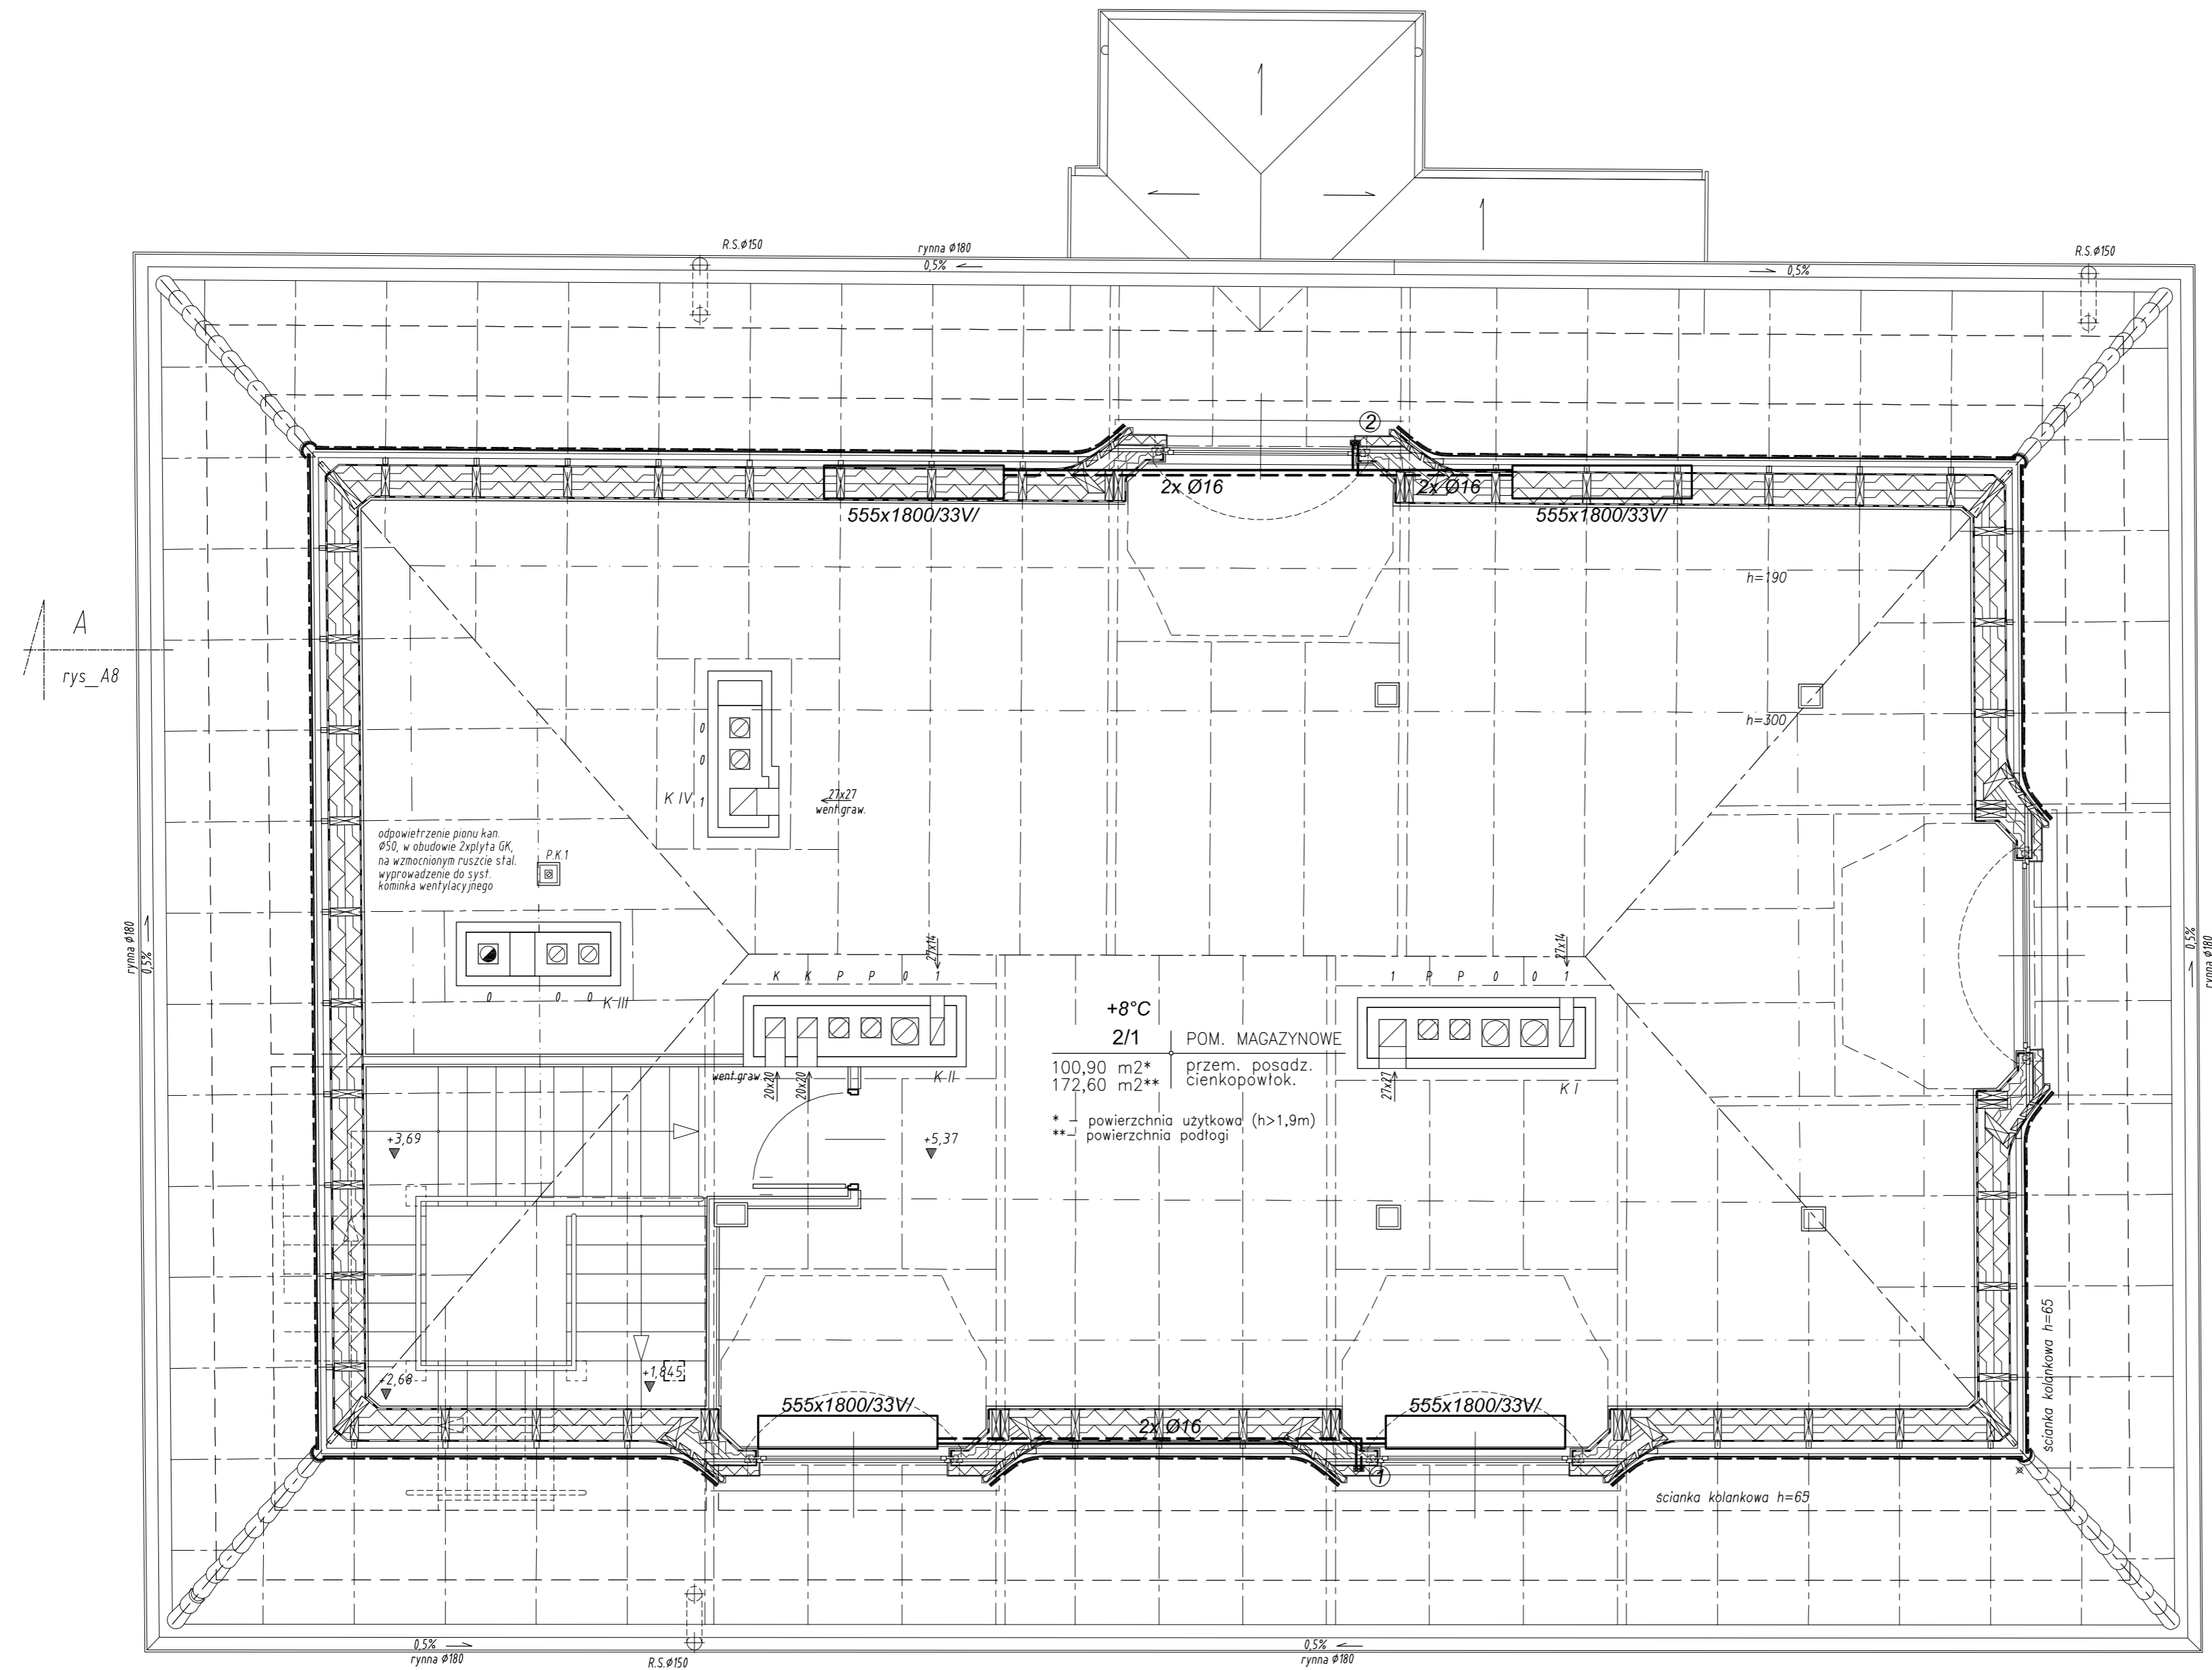 R.S.Ø150
rynna Ø180
0,5%
0,5%
R.S.Ø150
2
2x Ø16
2x Ø16
555x1800/33V/
555x1800/33V/
h=190
A
rys_A8
h=300
0
0
K IV
1
27x27
went.graw.
odpowietrzenie pionu kan.
Ø50, w obudowie 2xplyta GK,
na wzmocnionym ruszcie stal.
wyprowadzenie do syst.
kominka wentylacyjnego
P.K.1
rynna Ø180
0,5%
0,5%
rynna Ø180
27x14
27x14
K K P P 0 1
1 P P 0 0 1
0 0 0
K III
+8°C
2/1
POM. MAGAZYNOWE
100,90 m2*
172,60 m2**
przem. posadz.
cienkopowłok.
* – powierzchnia użytkowa (h>1,9m)
**– powierzchnia podłogi
went.graw.
20x20
20x20
K II
27x27
K I
+3,69
+5,37
+2,68
+1,845
555x1800/33V/
2x Ø16
555x1800/33V/
1
ścianka kolankowa h=65
ścianka kolankowa h=65
0,5%
rynna Ø180
R.S.Ø150
0,5%
rynna Ø180